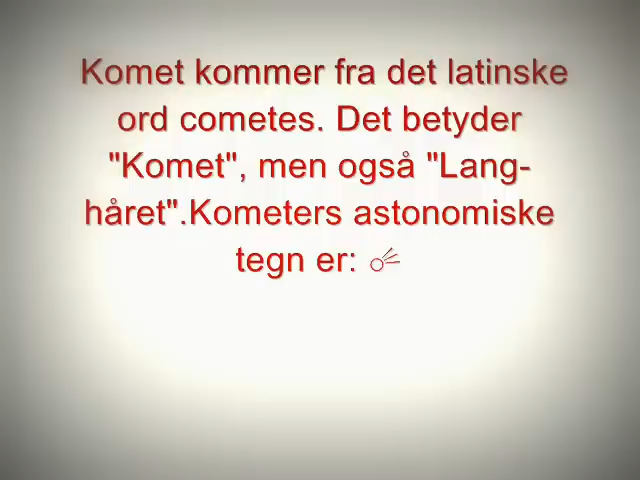 Komet kommer fra det latinske
ord cometes. Det betyder
"Komet", men også "Lang-
håret".Kometers astonomiske
tegn er: ☄